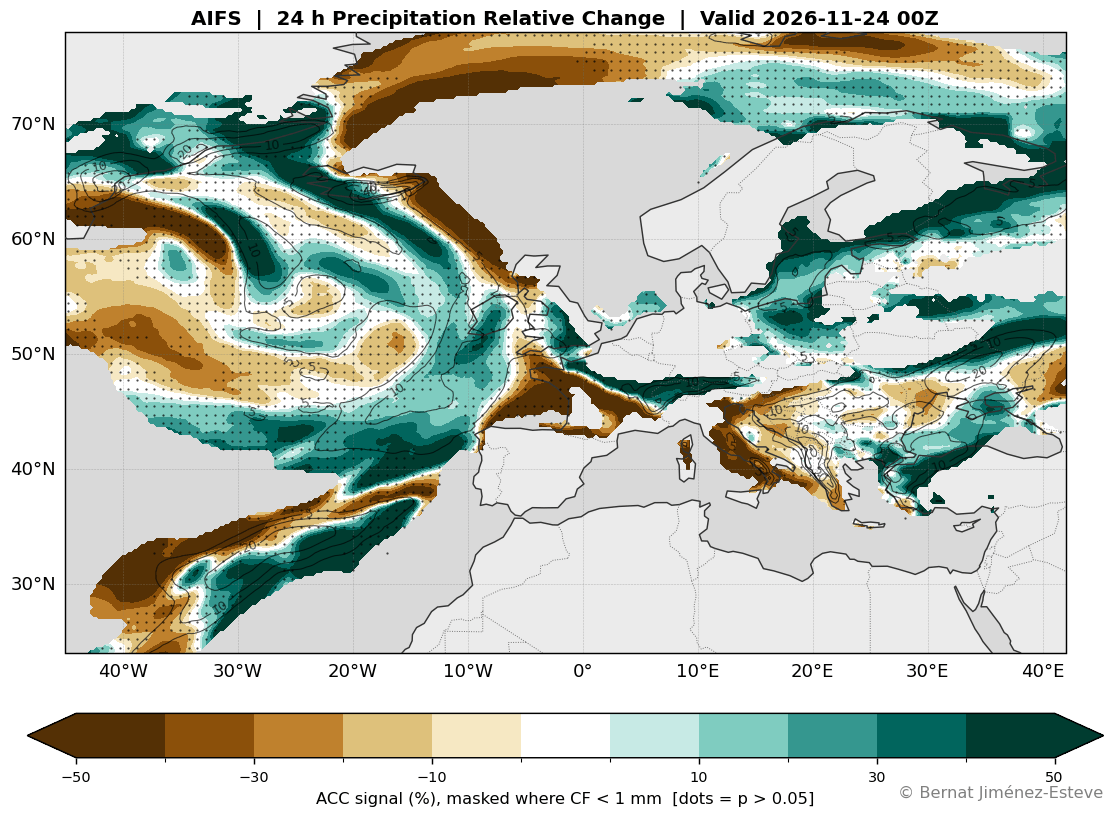 AIFS | 24 h Precipitation Relative Change | Valid 2026-11-24 00Z
70°N
60°N
50°N
40°N
30°N
40°W 30°W 20°W 10°W 0° 10°E 20°E 30°E 40°E
−50 −30 −10 10 30 50
ACC signal (%), masked where CF < 1 mm [dots = p > 0.05]
© Bernat Jiménez-Esteve